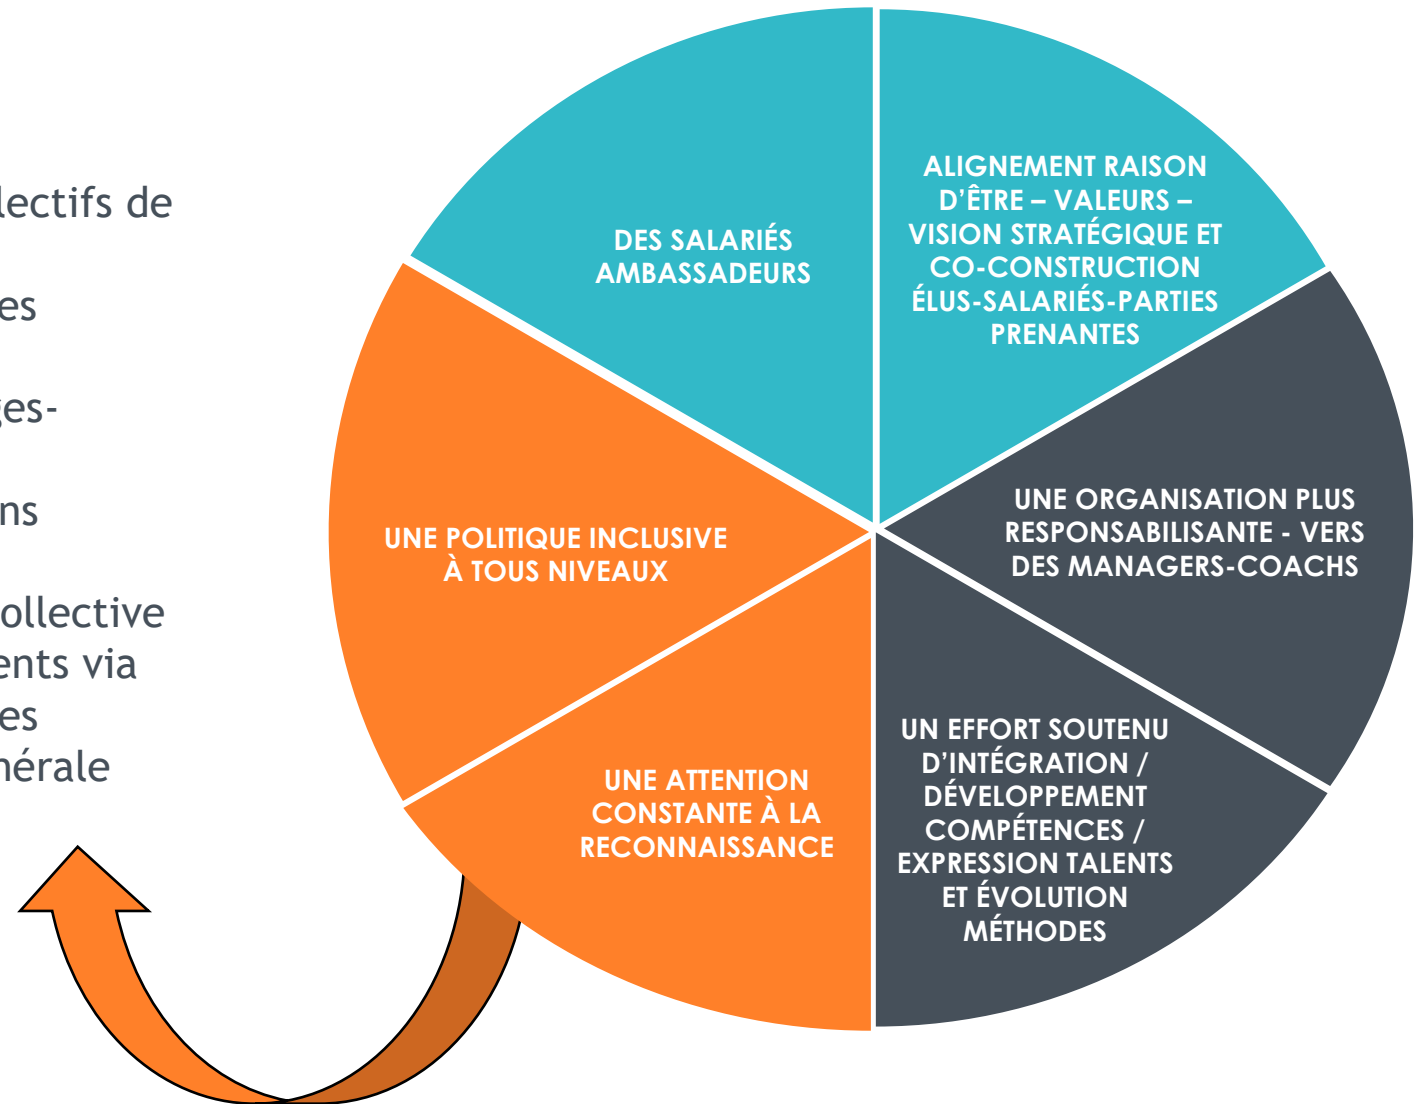 lectifs de
es
ges-
ns
ollective
ents via
es
nérale
DES SALARIÉS
AMBASSADEURS
ALIGNEMENT RAISON
D’ÊTRE – VALEURS –
VISION STRATÉGIQUE ET
CO-CONSTRUCTION
ÉLUS-SALARIÉS-PARTIES
PRENANTES
UNE POLITIQUE INCLUSIVE
À TOUS NIVEAUX
UNE ORGANISATION PLUS
RESPONSABILISANTE - VERS
DES MANAGERS-COACHS
UNE ATTENTION
CONSTANTE À LA
RECONNAISSANCE
UN EFFORT SOUTENU
D’INTÉGRATION /
DÉVELOPPEMENT
COMPÉTENCES /
EXPRESSION TALENTS
ET ÉVOLUTION
MÉTHODES